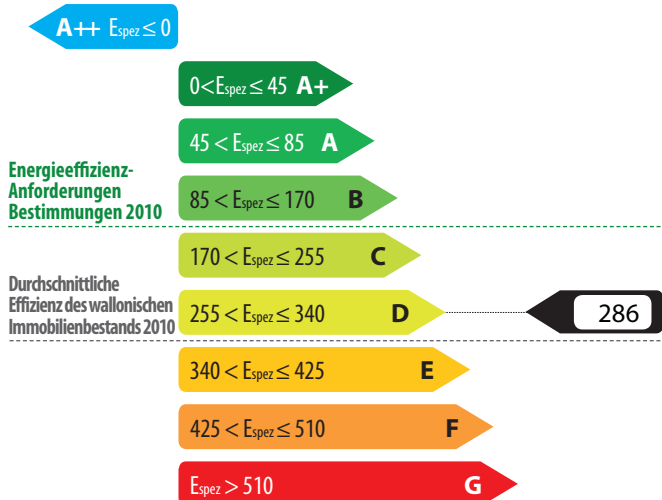 A++ Espez ≤ 0
0<Espez ≤ 45 A+
45 < Espez ≤ 85 A
Energieeffizienz-
Anforderungen
Bestimmungen 2010
85 < Espez ≤ 170 B
170 < Espez ≤ 255 C
Durchschnittliche
Effizienz des wallonischen
Immobilienbestands 2010
255 < Espez ≤ 340 D
286
340 < Espez ≤ 425 E
425 < Espez ≤ 510 F
Espez > 510 G